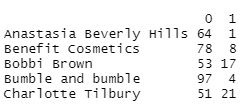 0 1
Anastasia Beverly Hills 64 1
Benefit Cosmetics 78 8
Bobbi Brown 53 17
Bumble and bumble 97 4
Charlotte Tilbury 51 21